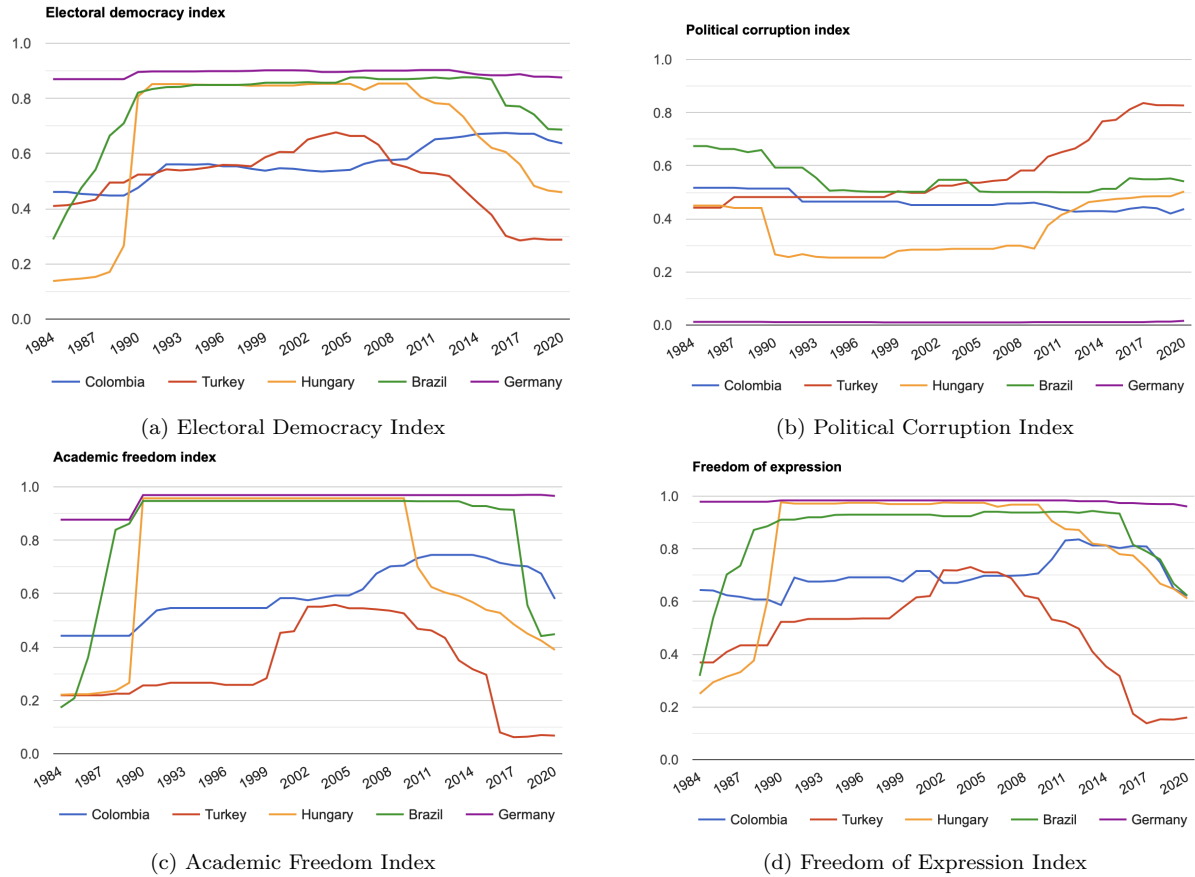 Electoral democracy index
1.0
0.8
0.6
0.4
0.2
0.0
1984 1987 1990 1993 1996 1999 2002 2005 2008 2011 2014 2017 2020
Colombia Turkey Hungary Brazil Germany
(a) Electoral Democracy Index
Political corruption index
1.0
0.8
0.6
0.4
0.2
0.0
1984 1987 1990 1993 1996 1999 2002 2005 2008 2011 2014 2017 2020
Colombia Turkey Hungary Brazil Germany
(b) Political Corruption Index
Academic freedom index
1.0
0.8
0.6
0.4
0.2
0.0
1984 1987 1990 1993 1996 1999 2002 2005 2008 2011 2014 2017 2020
Colombia Turkey Hungary Brazil Germany
(c) Academic Freedom Index
Freedom of expression
1.0
0.8
0.6
0.4
0.2
0.0
1984 1987 1990 1993 1996 1999 2002 2005 2008 2011 2014 2017 2020
Colombia Turkey Hungary Brazil Germany
(d) Freedom of Expression Index